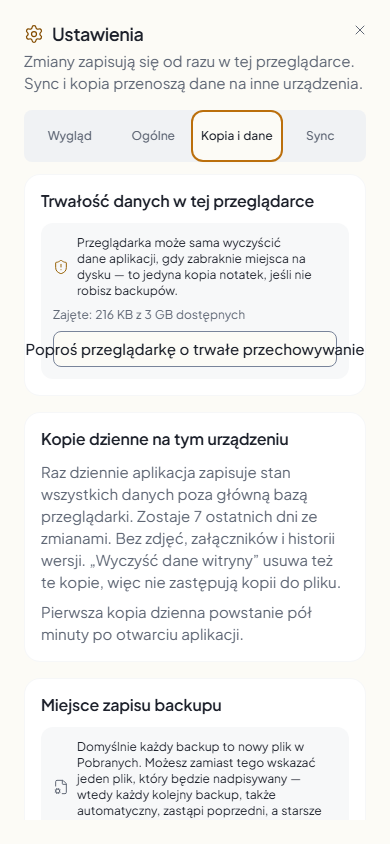 Ustawienia
Zmiany zapisują się od razu w tej przeglądarce.
Sync i kopia przenoszą dane na inne urządzenia.
Wygląd
Ogólne
Kopia i dane
Sync
Trwałość danych w tej przeglądarce
Przeglądarka może sama wyczyścić
dane aplikacji, gdy zabraknie miejsca na
dysku — to jedyna kopia notatek, jeśli nie
robisz backupów.
Zajęte: 216 KB z 3 GB dostępnych
Poproś przeglądarkę o trwałe przechowywanie
Kopie dzienne na tym urządzeniu
Raz dziennie aplikacja zapisuje stan
wszystkich danych poza główną bazą
przeglądarki. Zostaje 7 ostatnich dni ze
zmianami. Bez zdjęć, załączników i historii
wersji. „Wyczyść dane witryny” usuwa też
te kopie, więc nie zastępują kopii do pliku.
Pierwsza kopia dzienna powstanie pół
minuty po otwarciu aplikacji.
Miejsce zapisu backupu
Domyślnie każdy backup to nowy plik w
Pobranych. Możesz zamiast tego wskazać
jeden plik, który będzie nadpisywany —
wtedy każdy kolejny backup, także
automatyczny, zastąpi poprzedni, a starsze